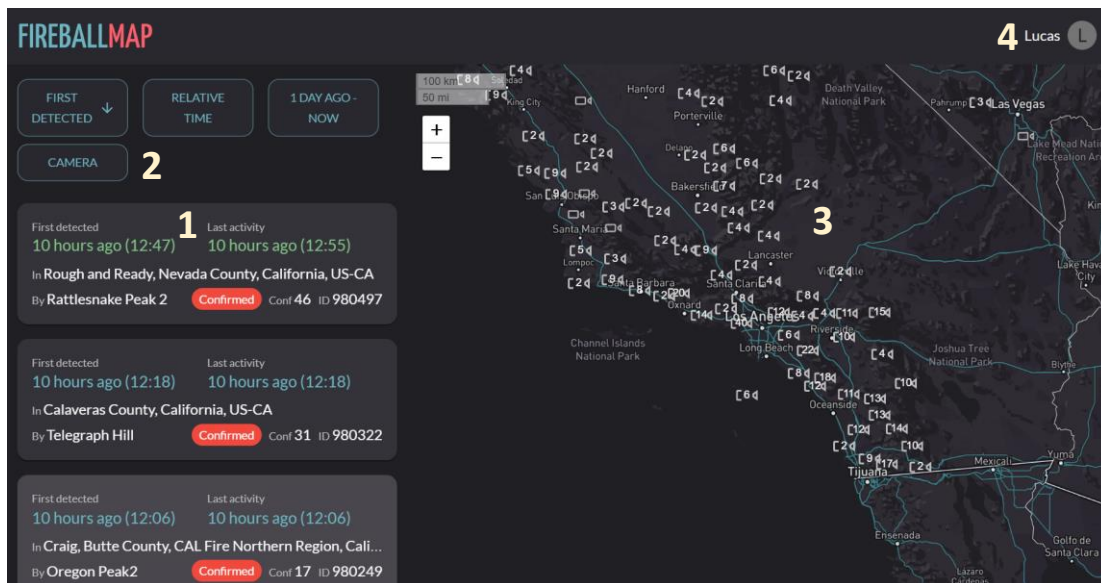 FIREBALLMAP
4 Lucas L
FIRST DETECTED ↓
RELATIVE TIME
1 DAY AGO - NOW
CAMERA
2
1
First detected Last activity
10 hours ago (12:47) 10 hours ago (12:55)
In Rough and Ready, Nevada County, California, US-CA
By Rattlesnake Peak 2 Confirmed Conf 46 ID 980497
First detected Last activity
10 hours ago (12:18) 10 hours ago (12:18)
In Calaveras County, California, US-CA
By Telegraph Hill Confirmed Conf 31 ID 980322
First detected Last activity
10 hours ago (12:06) 10 hours ago (12:06)
In Craig, Butte County, CAL Fire Northern Region, Cali...
By Oregon Peak2 Confirmed Conf 17 ID 980249
100 km
50 mi
+
−
3
Soledad
King City
Hanford
Porterville
Delano
Bakersfield
Death Valley
National Park
Pahrump
Las Vegas
San Luis Obispo
Santa Maria
Lompoc
Santa Barbara
Oxnard
Santa Clarita
Lancaster
Victorville
Los Angeles
Riverside
Long Beach
Channel Islands
National Park
Joshua Tree
National Park
Blythe
Oceanside
Tijuana
Mexicali
Yuma
Ensenada
Golfo de
Santa Clara
Lázaro
Cárdenas